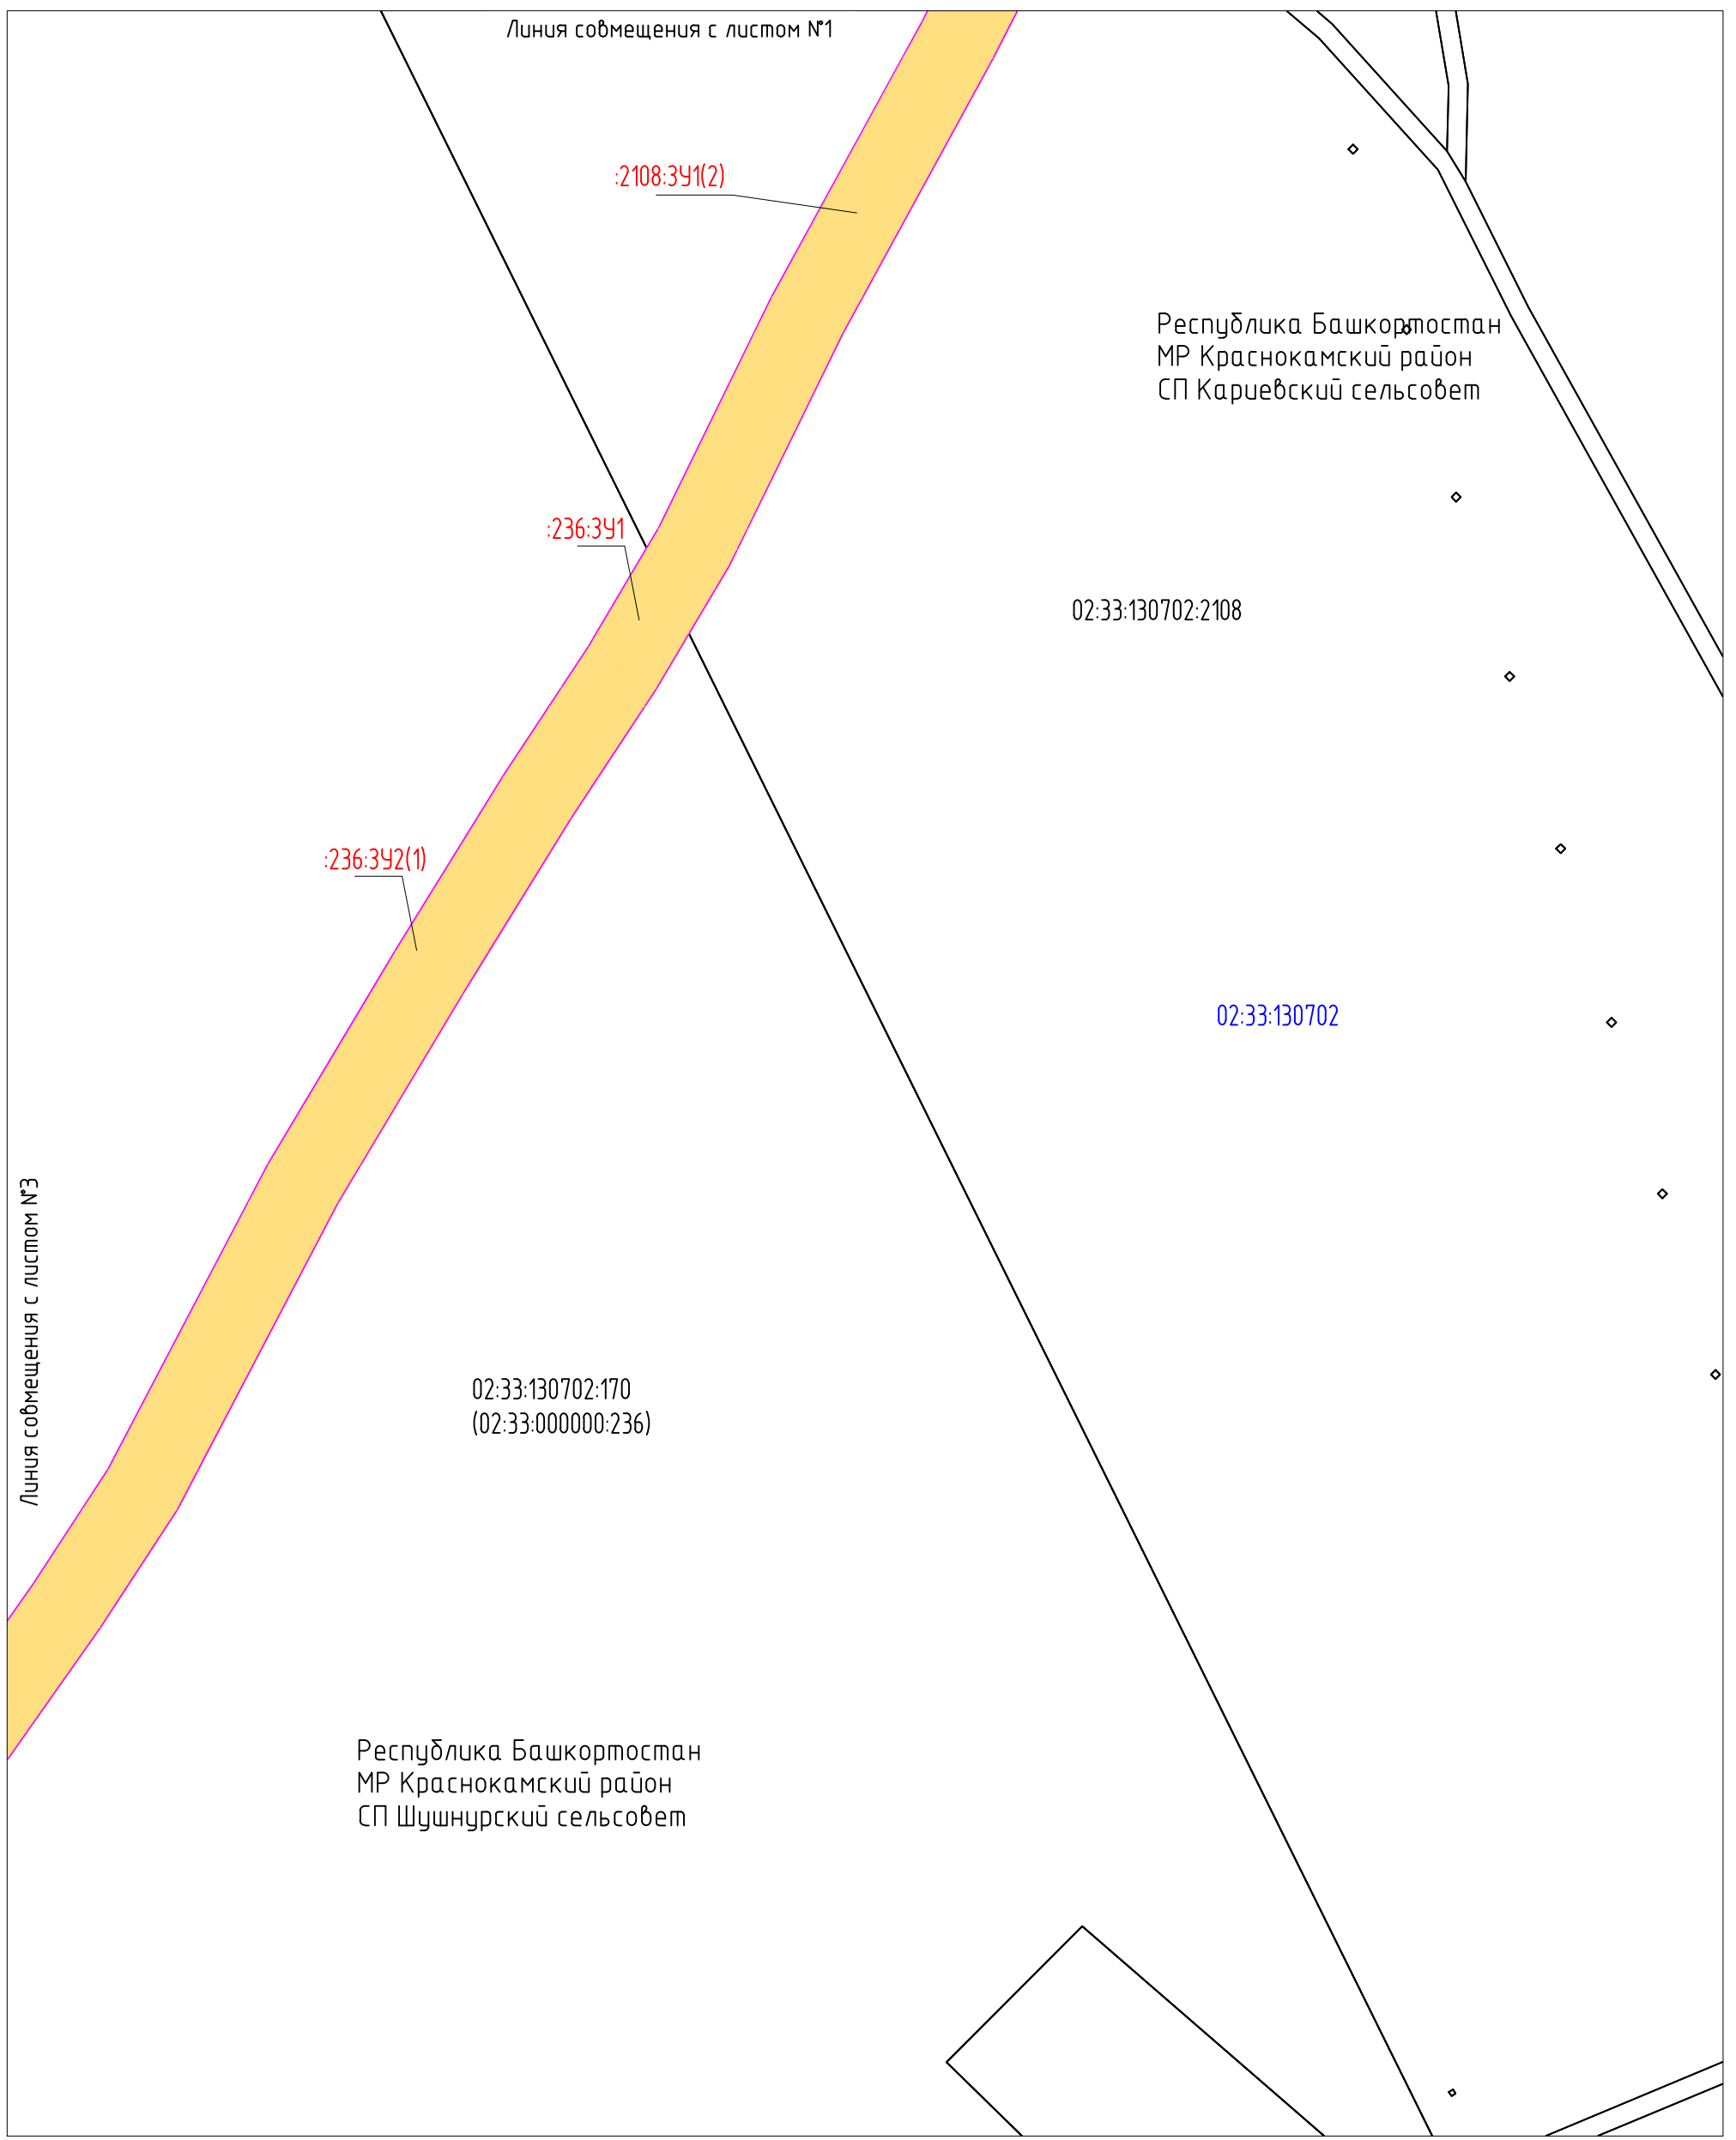 Линия совмещения с листом №1
:2108:ЗУ1(2)
Республика Башкортостан
МР Краснокамский район
СП Кариевский сельсовет
:236:ЗУ1
02:33:130702:2108
:236:ЗУ2(1)
02:33:130702
Линия совмещения с листом №3
02:33:130702:170
(02:33:000000:236)
Республика Башкортостан
МР Краснокамский район
СП Шушнурский сельсовет